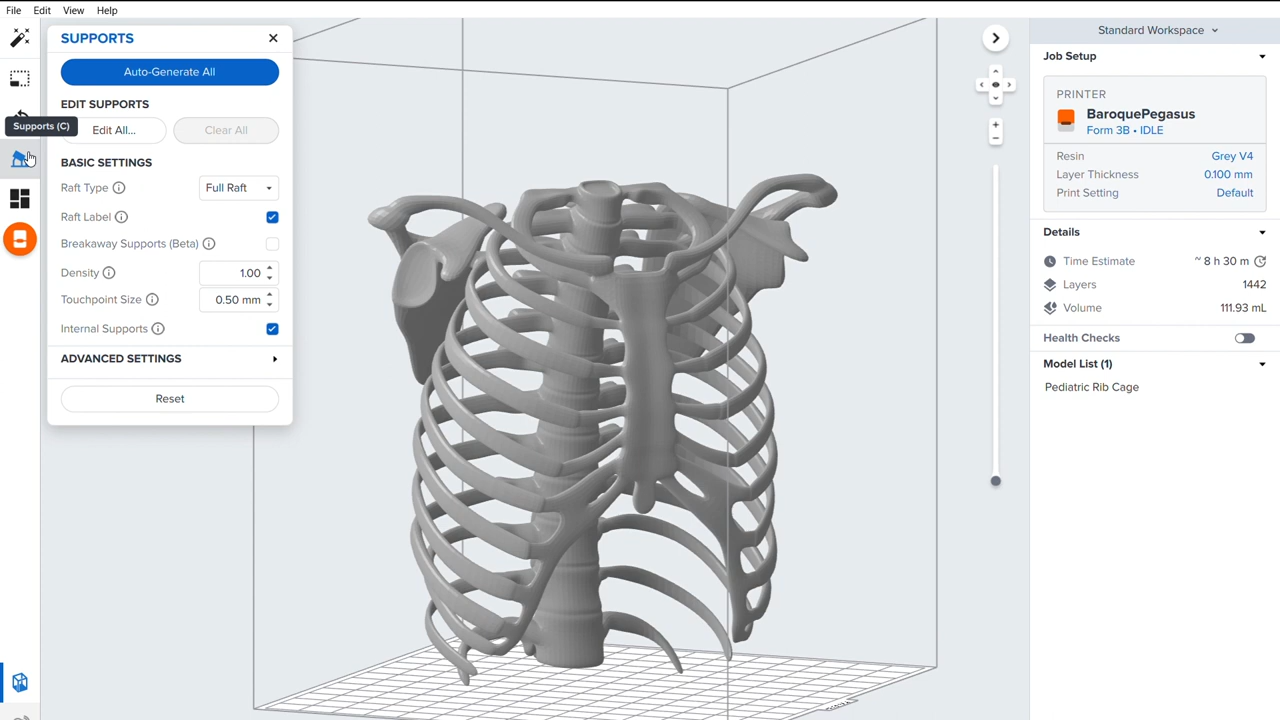 File Edit View Help
SUPPORTS
Auto-Generate All
EDIT SUPPORTS
Supports (C)
Edit All...
Clear All
BASIC SETTINGS
Raft Type
Full Raft
Raft Label
Breakaway Supports (Beta)
Density
1.00
Touchpoint Size
0.50 mm
Internal Supports
ADVANCED SETTINGS
Reset
Standard Workspace
Job Setup
PRINTER
BaroquePegasus
Form 3B • IDLE
Resin Grey V4
Layer Thickness 0.100 mm
Print Setting Default
Details
Time Estimate ~ 8 h 30 m
Layers 1442
Volume 111.93 mL
Health Checks
Model List (1)
Pediatric Rib Cage